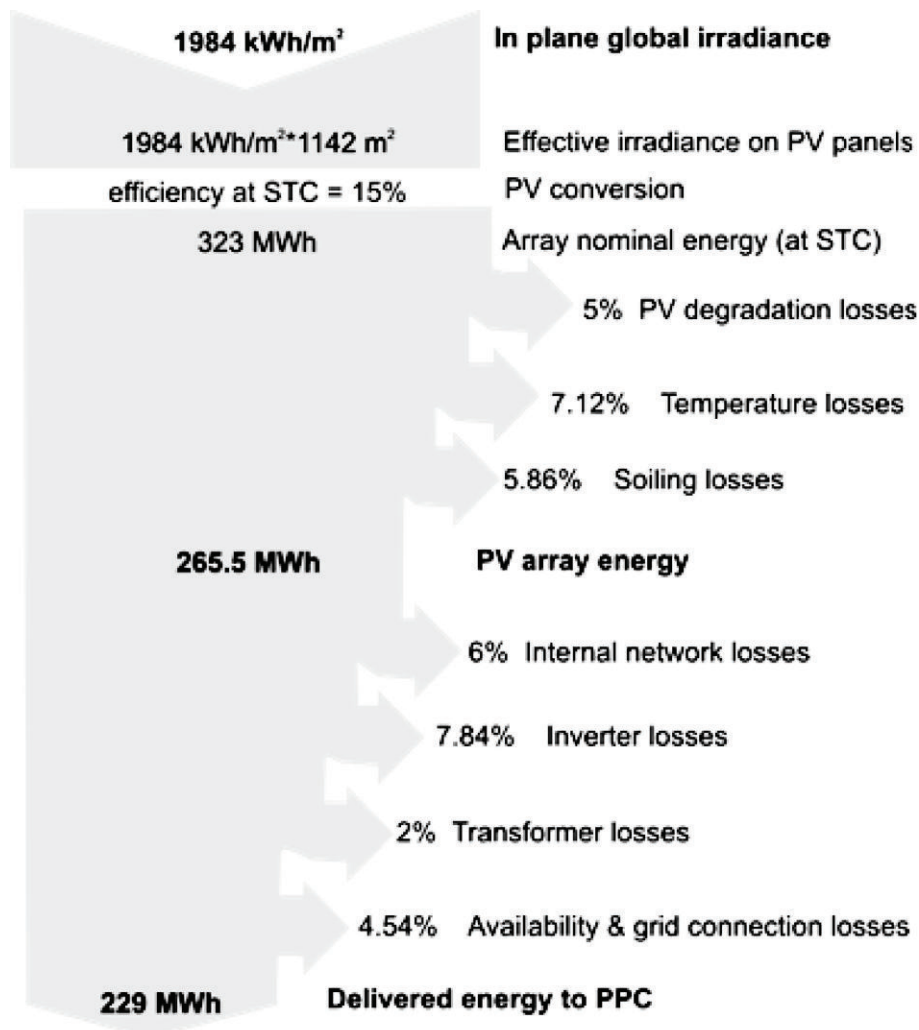 1984 kWh/m² In plane global irradiance
1984 kWh/m²*1142 m² Effective irradiance on PV panels
efficiency at STC = 15% PV conversion
323 MWh Array nominal energy (at STC)
5% PV degradation losses
7.12% Temperature losses
5.86% Soiling losses
265.5 MWh PV array energy
6% Internal network losses
7.84% Inverter losses
2% Transformer losses
4.54% Availability & grid connection losses
229 MWh Delivered energy to PPC